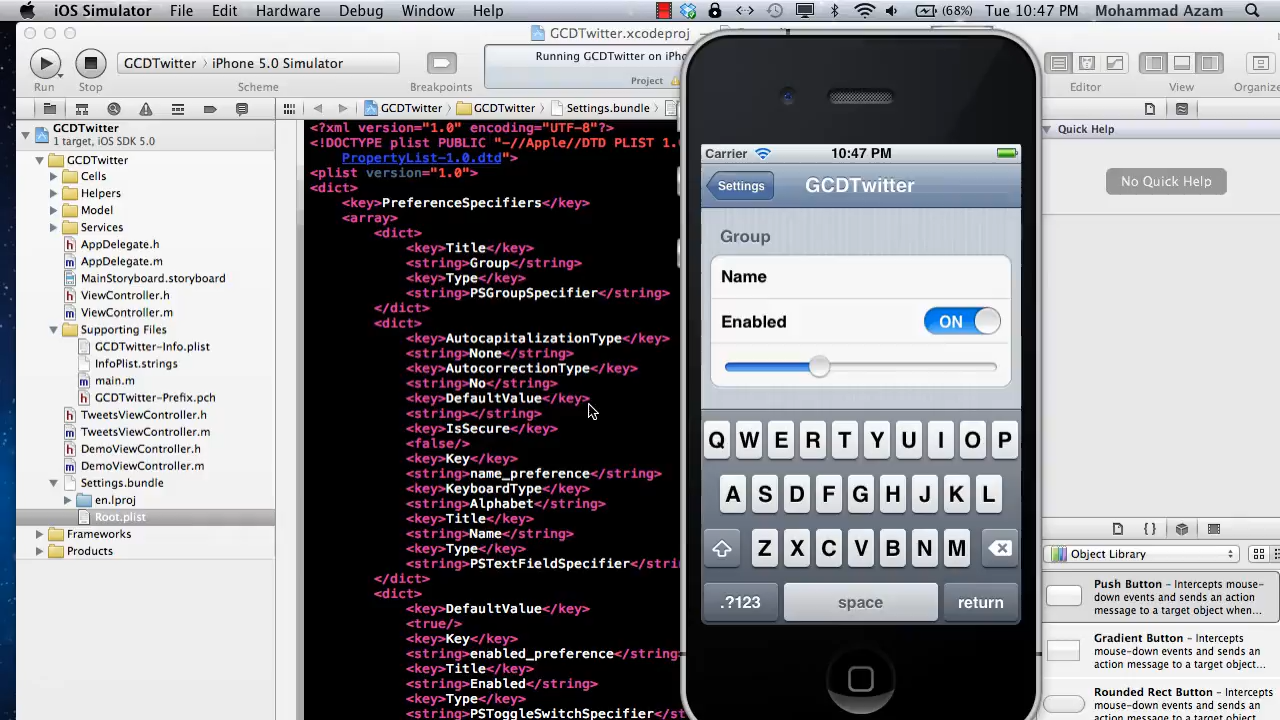 iOS Simulator File Edit Hardware Debug Window Help (68%) Tue 10:47 PM Mohammad Azam
GCDTwitter.xcodeproj
GCDTwitter iPhone 5.0 Simulator
Running GCDTwitter on iPho
Project
Run Stop Scheme Breakpoints Editor View Organize
GCDTwitter GCDTwitter Settings.bundle
GCDTwitter
1 target, iOS SDK 5.0
GCDTwitter
Cells
Helpers
Model
Services
AppDelegate.h
AppDelegate.m
MainStoryboard.storyboard
ViewController.h
ViewController.m
Supporting Files
GCDTwitter-Info.plist
InfoPlist.strings
main.m
GCDTwitter-Prefix.pch
TweetsViewController.h
TweetsViewController.m
DemoViewController.h
DemoViewController.m
Settings.bundle
en.lproj
Root.plist
Frameworks
Products
<?xml version="1.0" encoding="UTF-8"?>
<!DOCTYPE plist PUBLIC "-//Apple//DTD PLIST 1.0
PropertyList-1.0.dtd">
<plist version="1.0">
<dict>
<key>PreferenceSpecifiers</key>
<array>
<dict>
<key>Title</key>
<string>Group</string>
<key>Type</key>
<string>PSGroupSpecifier</string>
</dict>
<dict>
<key>AutocapitalizationType</key>
<string>None</string>
<key>AutocorrectionType</key>
<string>No</string>
<key>DefaultValue</key>
<string></string>
<key>IsSecure</key>
<false/>
<key>Key</key>
<string>name_preference</string>
<key>KeyboardType</key>
<string>Alphabet</string>
<key>Title</key>
<string>Name</string>
<key>Type</key>
<string>PSTextFieldSpecifier</strin
</dict>
<dict>
<key>DefaultValue</key>
<true/>
<key>Key</key>
<string>enabled_preference</string>
<key>Title</key>
<string>Enabled</string>
<key>Type</key>
<string>PSToggleSwitchSpecifier</s
Carrier 10:47 PM
Settings GCDTwitter
Group
Name
Enabled ON
Q W E R T Y U I O P
A S D F G H J K L
Z X C V B N M
.?123 space return
Quick Help
No Quick Help
{ }
Object Library
Push Button - Intercepts mouse-
down events and sends an action
message to a target object when...
Gradient Button - Intercepts
mouse-down events and sends an
action message to a target object...
Rounded Rect Button - Intercepts
mouse-down events and sends an